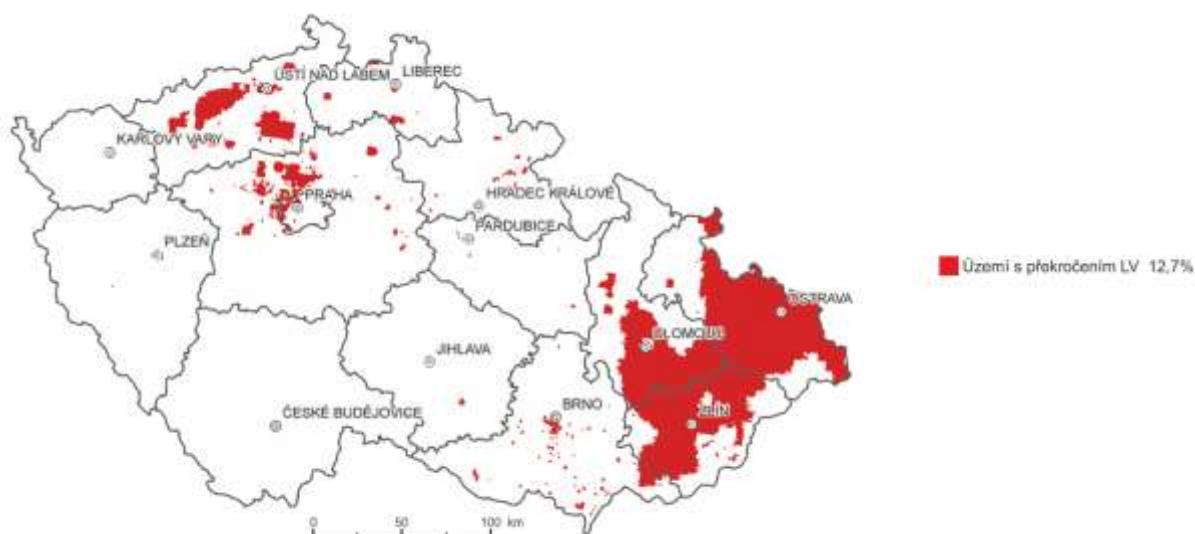 ÚSTÍ NAD LABEM
LIBEREC
KARLOVY VARY
PRAHA
HRADEC KRÁLOVÉ
PARDUBICE
PLZEŇ
OSTRAVA
OLOMOUC
JIHLAVA
BRNO
ZLÍN
ČESKÉ BUDĚJOVICE
Území s překročením LV 12,7%
0 50 100 km